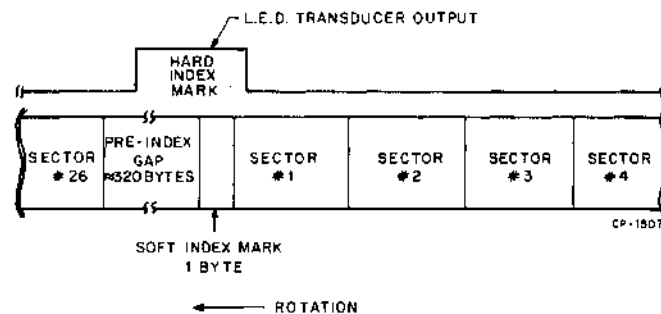 L.E.D. TRANSDUCER OUTPUT
HARD
INDEX
MARK
SECTOR
#26
PRE-INDEX
GAP
≈320 BYTES
SECTOR
#1
SECTOR
#2
SECTOR
#3
SECTOR
#4
CP-1507
SOFT INDEX MARK
1 BYTE
ROTATION